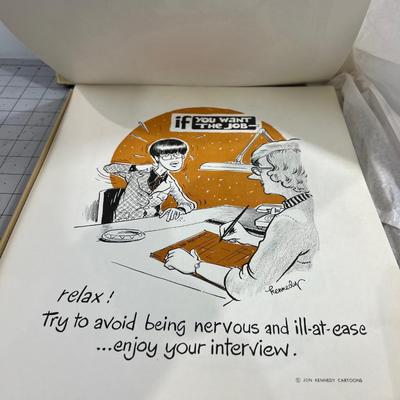 if YOU WANT
THE JOB—
kennedy
relax!
Try to avoid being nervous and ill-at-ease
...enjoy your interview.
© JON KENNEDY CARTOONS